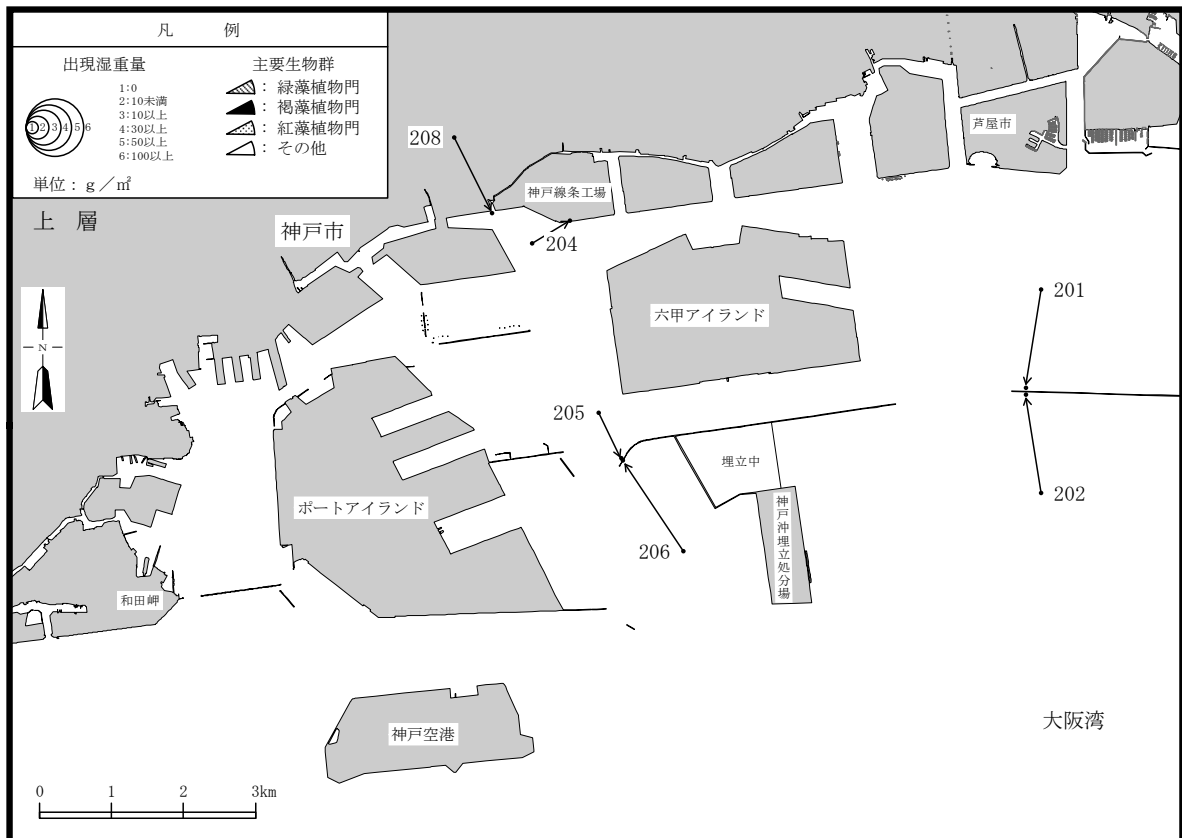 凡 例
出現湿重量
1 2 3 4 5 6
1:0
2:10未満
3:10以上
4:30以上
5:50以上
6:100以上
主要生物群
: 緑藻植物門
: 褐藻植物門
: 紅藻植物門
: その他
単位：ｇ／㎡
上 層
208
神戸線条工場
芦屋市
神戸市
204
201
六甲アイランド
N
205
埋立中
202
ポートアイランド
神戸沖埋立処分場
206
和田岬
大阪湾
神戸空港
0 1 2 3km